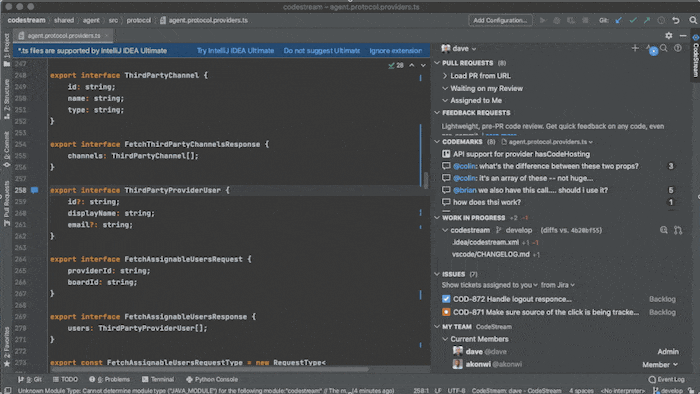 codestream
codestream
shared
agent
src
protocol
agent.protocol.providers.ts
Add Configuration...
Git:
agent.protocol.providers.ts
*.ts files are supported by IntelliJ IDEA Ultimate
Try IntelliJ IDEA Ultimate
Do not suggest Ultimate
Ignore extension
28
247
248 export interface ThirdPartyChannel {
249 id: string;
250 name: string;
251 type: string;
252 }
253
254 export interface FetchThirdPartyChannelsResponse {
255 channels: ThirdPartyChannel[];
256 }
257
258 export interface ThirdPartyProviderUser {
259 id?: string;
260 displayName: string;
261 email?: string;
262 }
263
264 export interface FetchAssignableUsersRequest {
265 providerId: string;
266 boardId: string;
267 }
268
269 export interface FetchAssignableUsersResponse {
270 users: ThirdPartyProviderUser[];
271 }
272
273 export const FetchAssignableUsersRequestType = new RequestType<
1: Project
Z: Structure
0: Commit
Pull Requests
2: Favorites
dave
PULL REQUESTS
Load PR from URL
Waiting on my Review
Assigned to Me
FEEDBACK REQUESTS
Lightweight, pre-PR code review. Get quick feedback on any code, even
CODEMARKS (8) agent.protocol.providers.ts
API support for provider hasCodeHosting
@colin: what's the difference between these two props? 3
@colin: it's an array of these -- not huge...
@brian we also have this call.... should i use it? 5
how does thsi work? 1
WORK IN PROGRESS +2 -1
codestream develop (diffs vs. 4b20bf55)
.idea/codestream.xml +1 -1
vscode/CHANGELOG.md +1
ISSUES (7)
Show tickets assigned to you from Jira
COD-872 Handle logout responce... Backlog
COD-871 Make sure source of the click is being tracke... Backlog
MY TEAM CodeStream
Current Members
dave @dave Admin
akonwi @akonwi Member
CodeStream
9: Git
TODO
6: Problems
Terminal
Python Console
Event Log
Unknown Module Type: Cannot determine module type ("JAVA_MODULE") for the following module:"codestream" // The m... (4 minutes ago)
258:1
LF
UTF-8
CodeStream: dave - CodeStream
4 spaces
<No interpreter>
develop